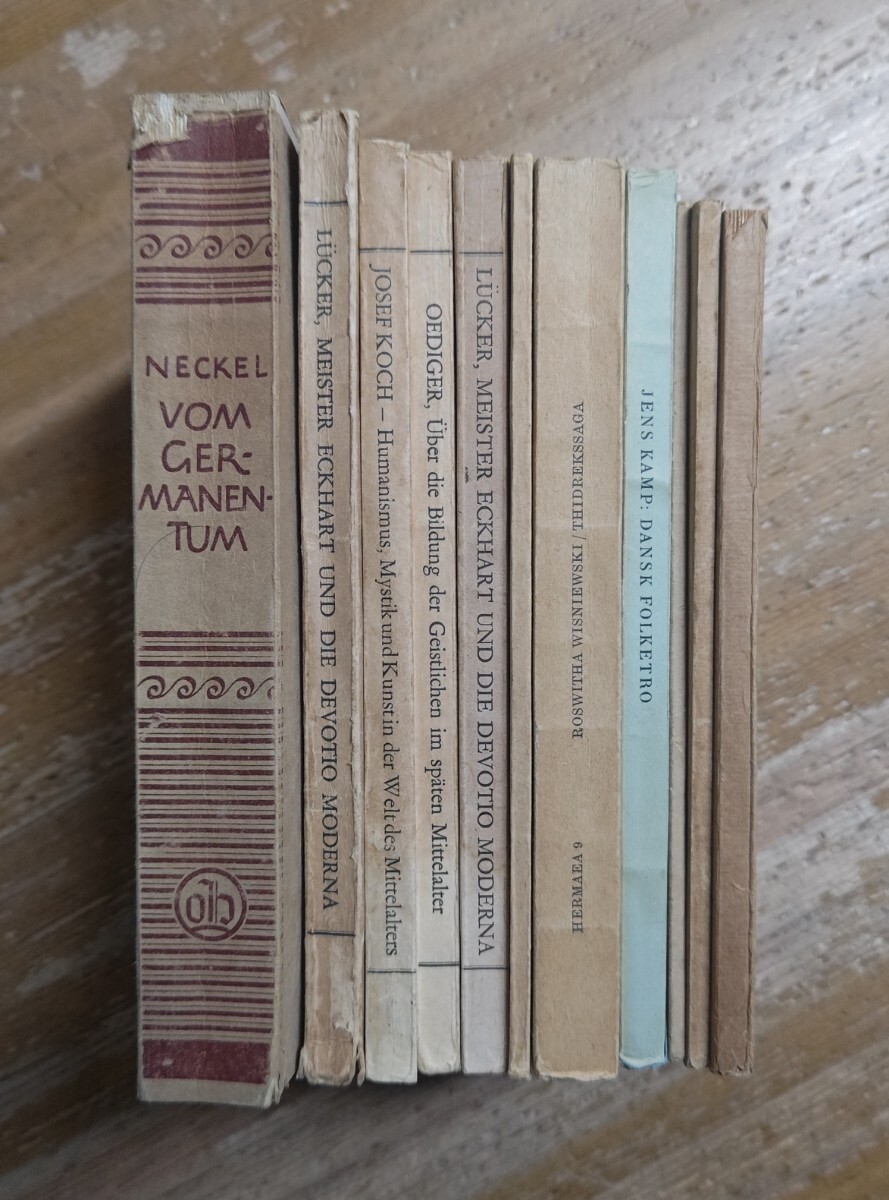 NECKEL
VOM
GER-
MANEN-
TUM
oh
LÜCKER, MEISTER ECKHART UND DIE DEVOTIO MODERNA
JOSEF KOCH – Humanismus, Mystik und Kunst in der Welt des Mittelalters
OEDIGER, Über die Bildung der Geistlichen im späten Mittelalter
LÜCKER, MEISTER ECKHART UND DIE DEVOTIO MODERNA
ROSWITHA WISNIEWSKI / THIDREKSSAGA
HERMAEA 9
JENS KAMP: DANSK FOLKETRO